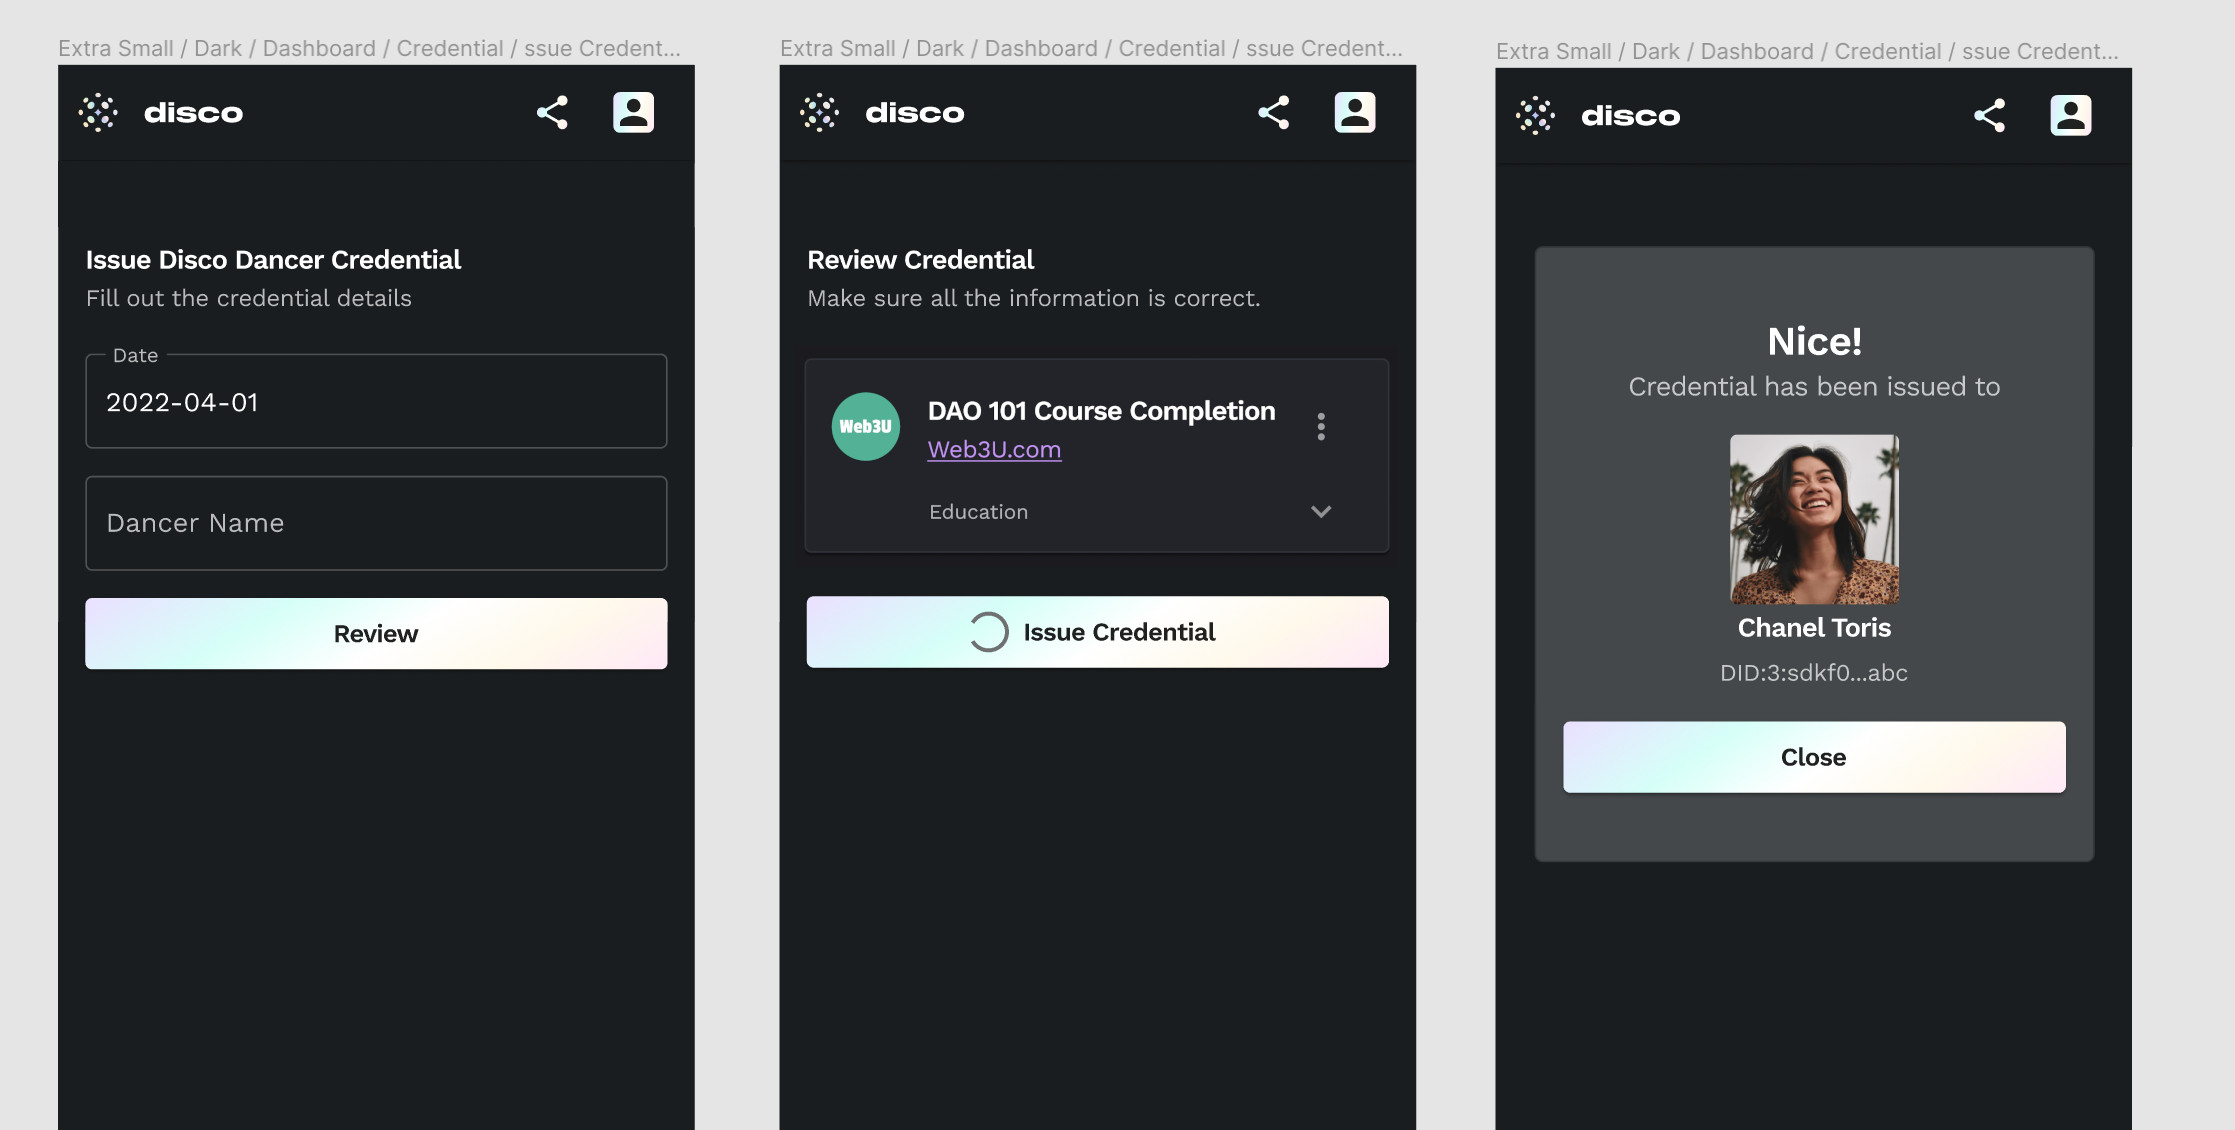 Extra Small / Dark / Dashboard / Credential / ssue Credent...
disco
Issue Disco Dancer Credential
Fill out the credential details
Date
2022-04-01
Dancer Name
Review
Extra Small / Dark / Dashboard / Credential / ssue Credent...
disco
Review Credential
Make sure all the information is correct.
Web3U
DAO 101 Course Completion
Web3U.com
Education
Issue Credential
Extra Small / Dark / Dashboard / Credential / ssue Credent...
disco
Nice!
Credential has been issued to
Chanel Toris
DID:3:sdkf0...abc
Close